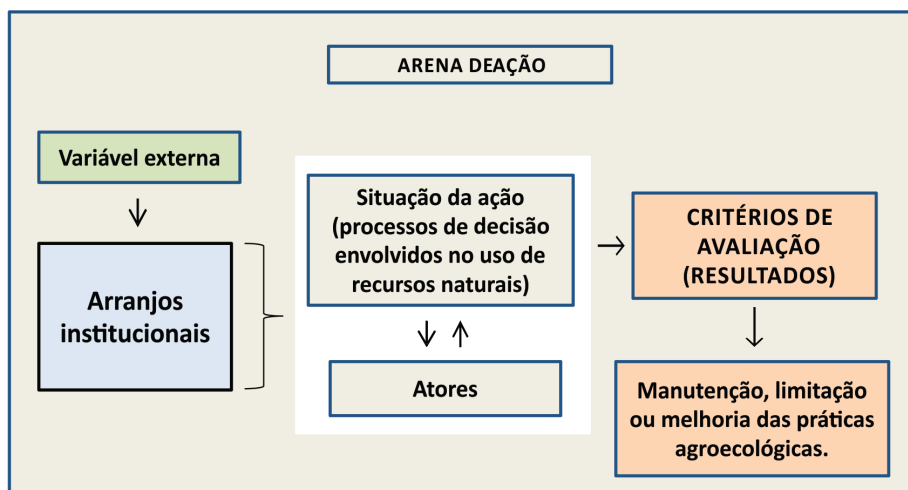 ARENA DEAÇÃO
Variável externa
Arranjos
institucionais
Situação da ação
(processos de decisão
envolvidos no uso de
recursos naturais)
Atores
CRITÉRIOS DE
AVALIAÇÃO
(RESULTADOS)
Manutenção, limitação
ou melhoria das práticas
agroecológicas.